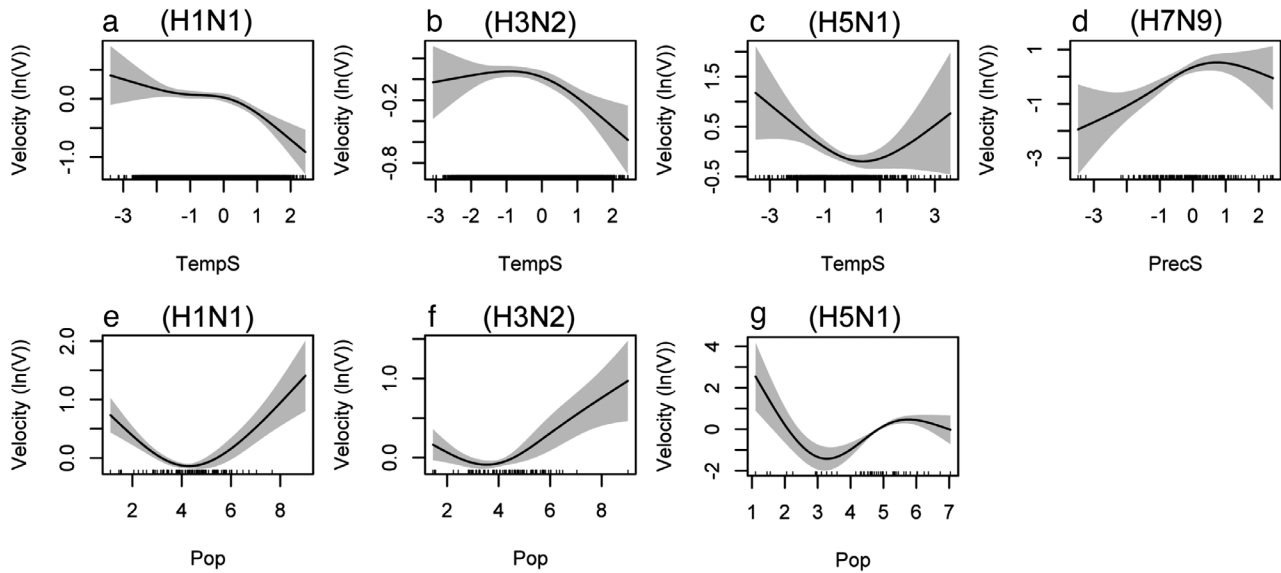 a (H1N1)
b (H3N2)
c (H5N1)
d (H7N9)
Velocity (ln(V))
0.0
-1.0
-3 -2 -1 0 1 2
TempS
Velocity (ln(V))
-0.2
-0.8
-3 -2 -1 0 1 2
TempS
Velocity (ln(V))
1.5
0.5
-0.5
-3 -1 1 3
TempS
Velocity (ln(V))
1
-1
-3
-3 -1 0 1 2
PrecS
e (H1N1)
f (H3N2)
g (H5N1)
Velocity (ln(V))
2.0
1.0
0.0
2 4 6 8
Pop
Velocity (ln(V))
1.0
0.0
2 4 6 8
Pop
Velocity (ln(V))
4
2
0
-2
1 2 3 4 5 6 7
Pop